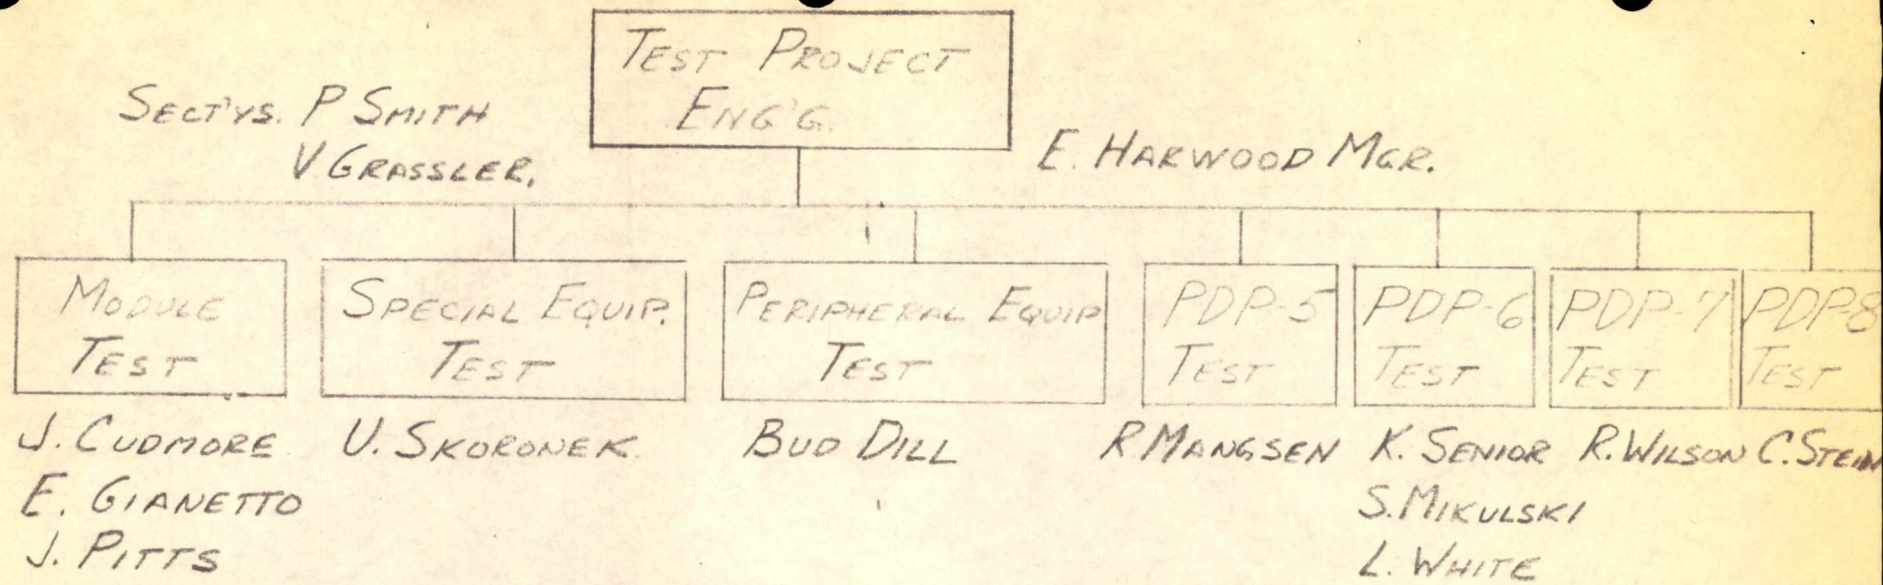 TEST PROJECT
ENG'G.
SECT'YS. P SMITH
V. GRASSLER,
E. HARWOOD MGR.
MODULE
TEST
SPECIAL EQUIP.
TEST
PERIPHERAL EQUIP
TEST
PDP-5
TEST
PDP-6
TEST
PDP-7
TEST
PDP-8
TEST
J. CUDMORE
E. GIANETTO
J. PITTS
U. SKORONEK
BUD DILL
R MANGSEN
K. SENIOR
S. MIKULSKI
L. WHITE
R. WILSON
C. STEIN